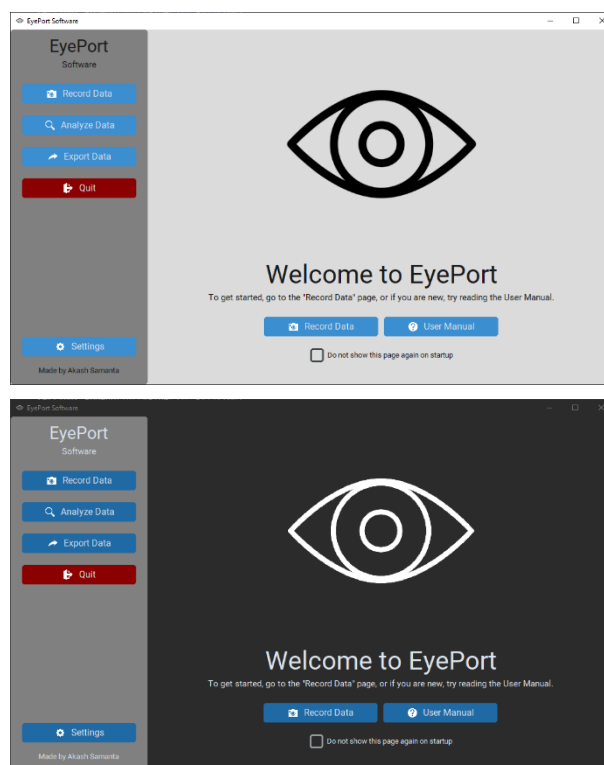 EyePort Software
EyePort
Software
Record Data
Analyze Data
Export Data
Quit
Settings
Made by Akash Samanta
Welcome to EyePort
To get started, go to the "Record Data" page, or if you are new, try reading the User Manual.
Record Data
User Manual
Do not show this page again on startup
EyePort Software
EyePort
Software
Record Data
Analyze Data
Export Data
Quit
Settings
Made by Akash Samanta
Welcome to EyePort
To get started, go to the "Record Data" page, or if you are new, try reading the User Manual.
Record Data
User Manual
Do not show this page again on startup